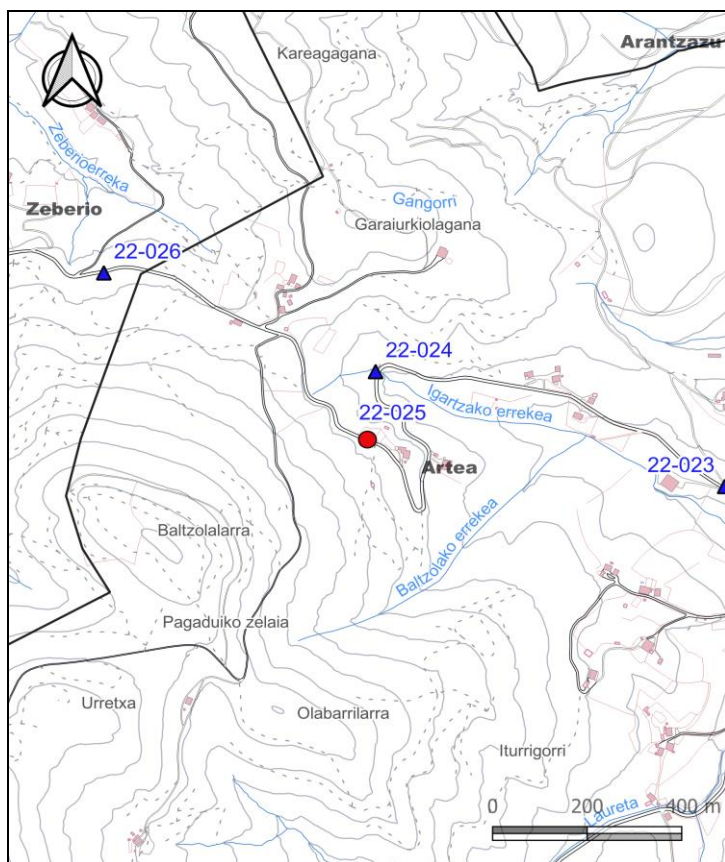 Arantzazu
Kareagagana
Zeberioerreka
Gangorri
Zeberio
Garaiurkiolagana
22-026
22-024
Igartzako errekea
22-025
Artea
22-023
Baltzolalarra
Baltzolako errekea
Pagaduiko zelaia
Urretxa
Olabarrilarra
Iturrigorri
Laureta
0 200 400 m